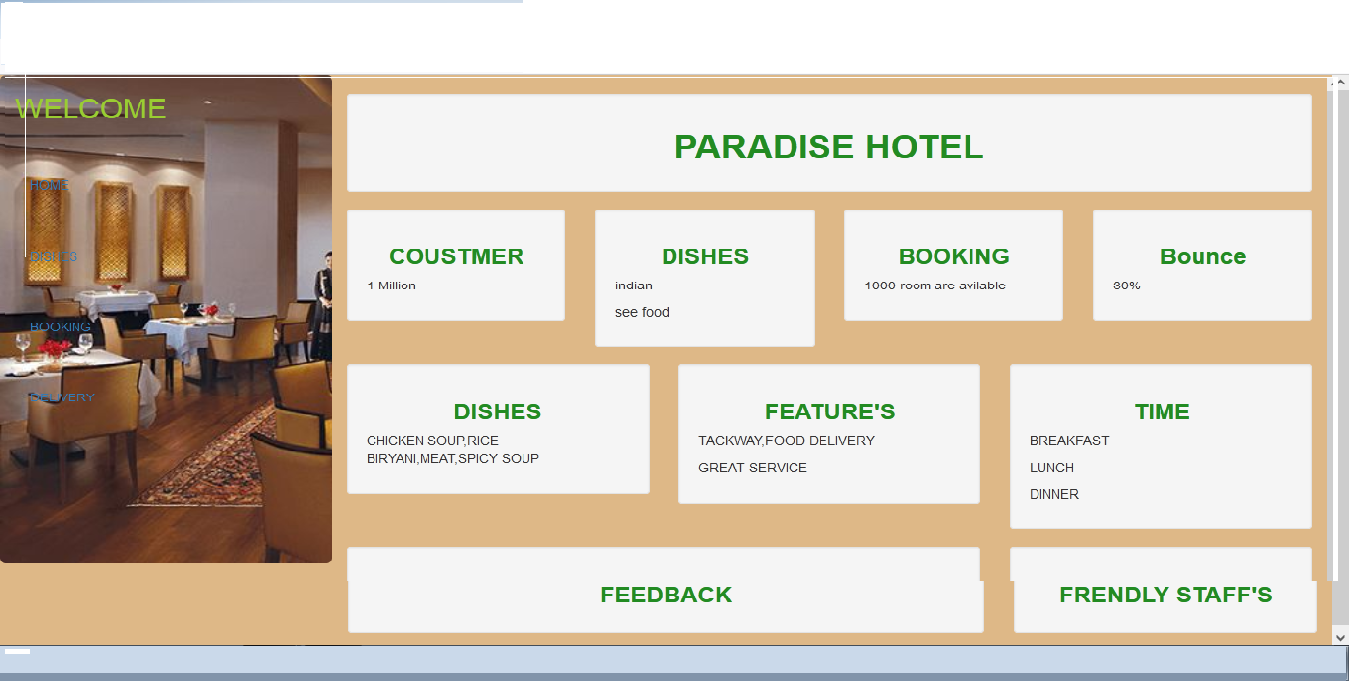 WELCOME
HOME
DISHES
BOOKING
DELIVERY
PARADISE HOTEL
COUSTMER
1 Million
DISHES
indian
see food
BOOKING
1000 room are avilable
Bounce
30%
DISHES
CHICKEN SOUP,RICE
BIRYANI,MEAT,SPICY SOUP
FEATURE'S
TACKWAY,FOOD DELIVERY
GREAT SERVICE
TIME
BREAKFAST
LUNCH
DINNER
FEEDBACK
FRENDLY STAFF'S